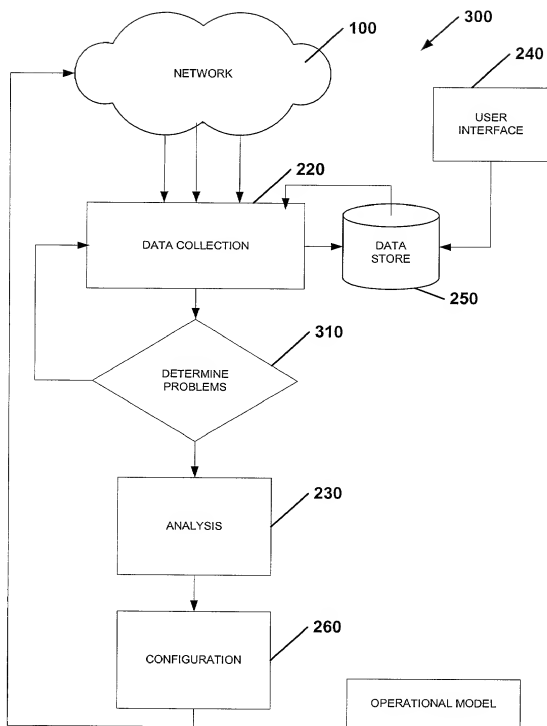 100
300
NETWORK
240
USER
INTERFACE
220
DATA COLLECTION
DATA
STORE
250
310
DETERMINE
PROBLEMS
230
ANALYSIS
260
CONFIGURATION
OPERATIONAL MODEL